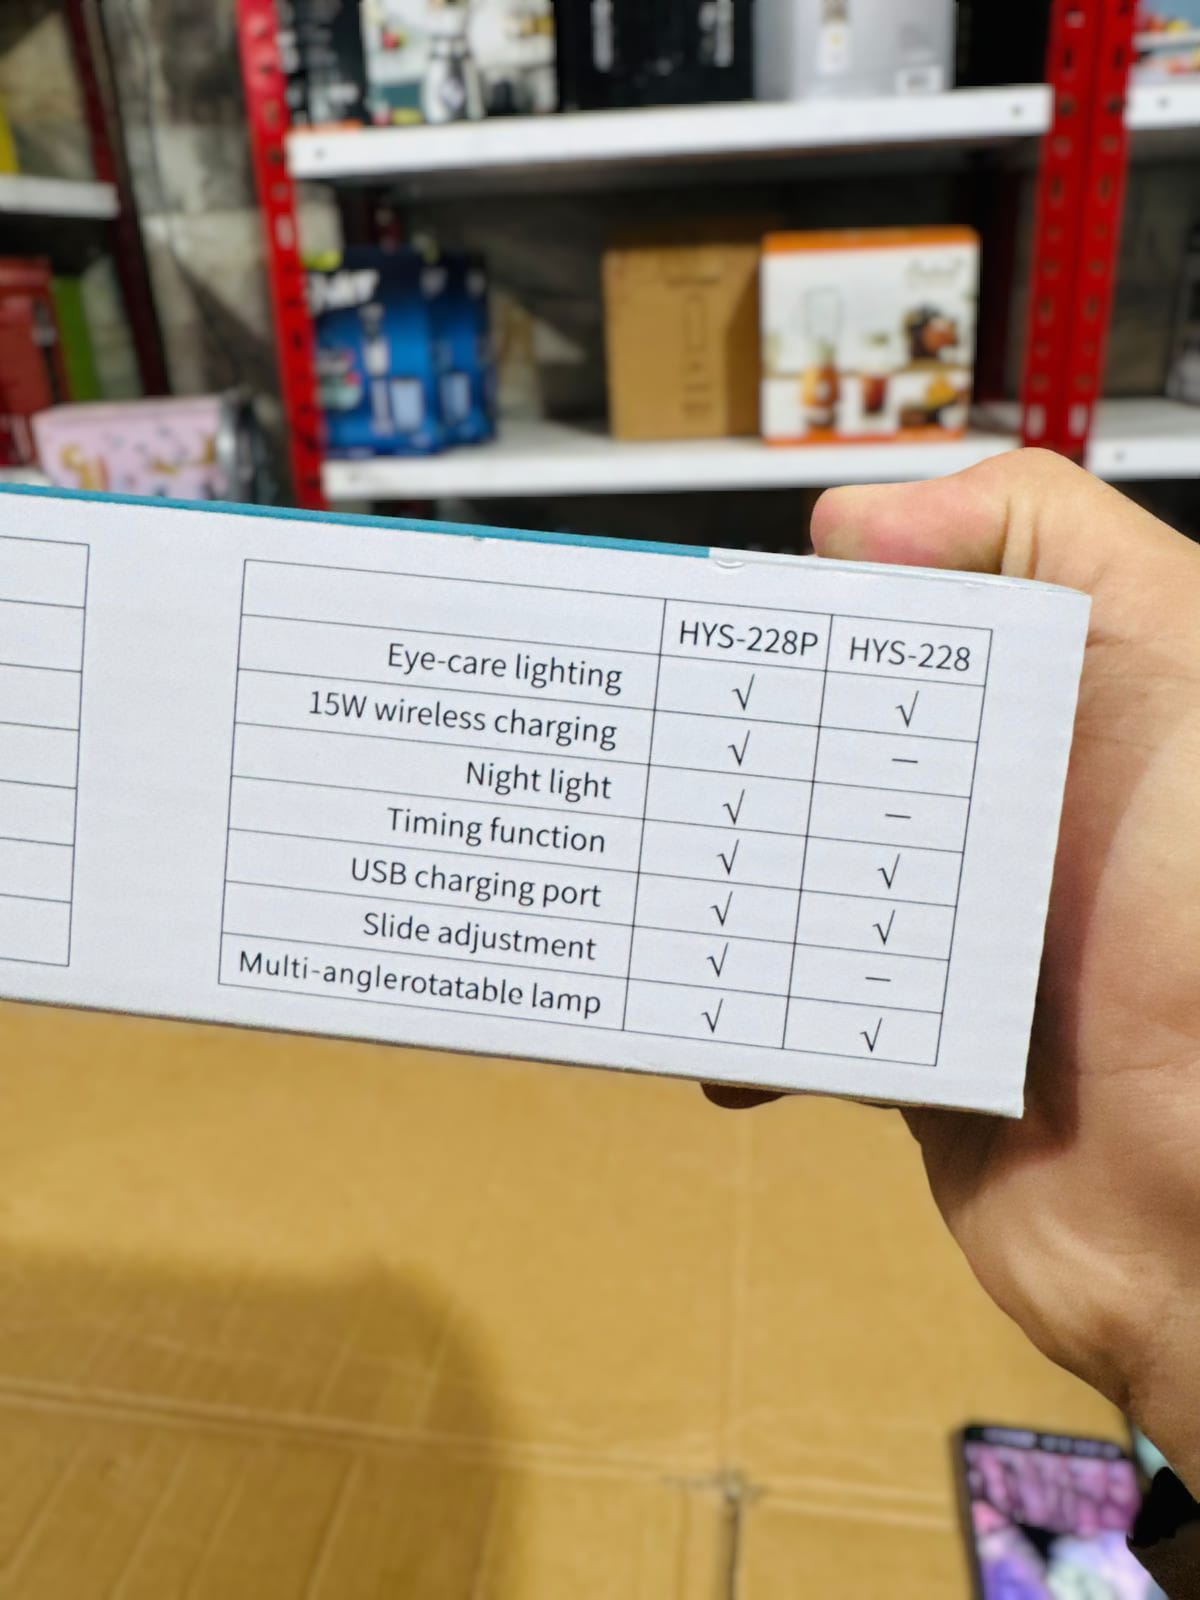 HYS-228P HYS-228
Eye-care lighting √ √
15W wireless charging √ —
Night light √ —
Timing function √ √
USB charging port √ √
Slide adjustment √ —
Multi-anglerotatable lamp √ √